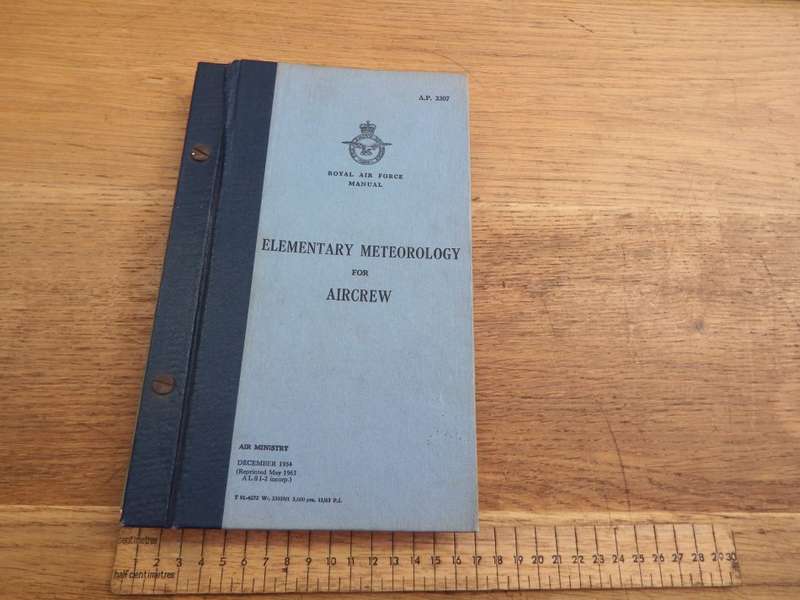 A.P. 3307
ROYAL AIR FORCE
MANUAL
ELEMENTARY METEOROLOGY
FOR
AIRCREW
AIR MINISTRY
DECEMBER 1954
(Reprinted May 1963
A.L.s 1-2 incorp.)
centimetres
2 3 4 5 6 7 8 9 10 11 12 13 14 15 16 17 18 19 20 21 22 23 24 25 26 27 28 29 30
half centimetres